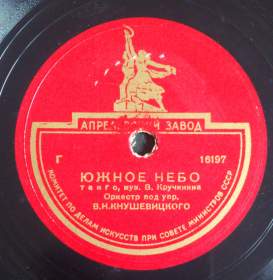 АПРЕЛЕВСКИЙ ЗАВОД
Г 16197
ЮЖНОЕ НЕБО
танго, муз. В. Кручинина
Оркестр под упр.
В.Н.КНУШЕВИЦКОГО
КОМИТЕТ ПО ДЕЛАМ ИСКУССТВ ПРИ СОВЕТЕ МИНИСТРОВ СССР